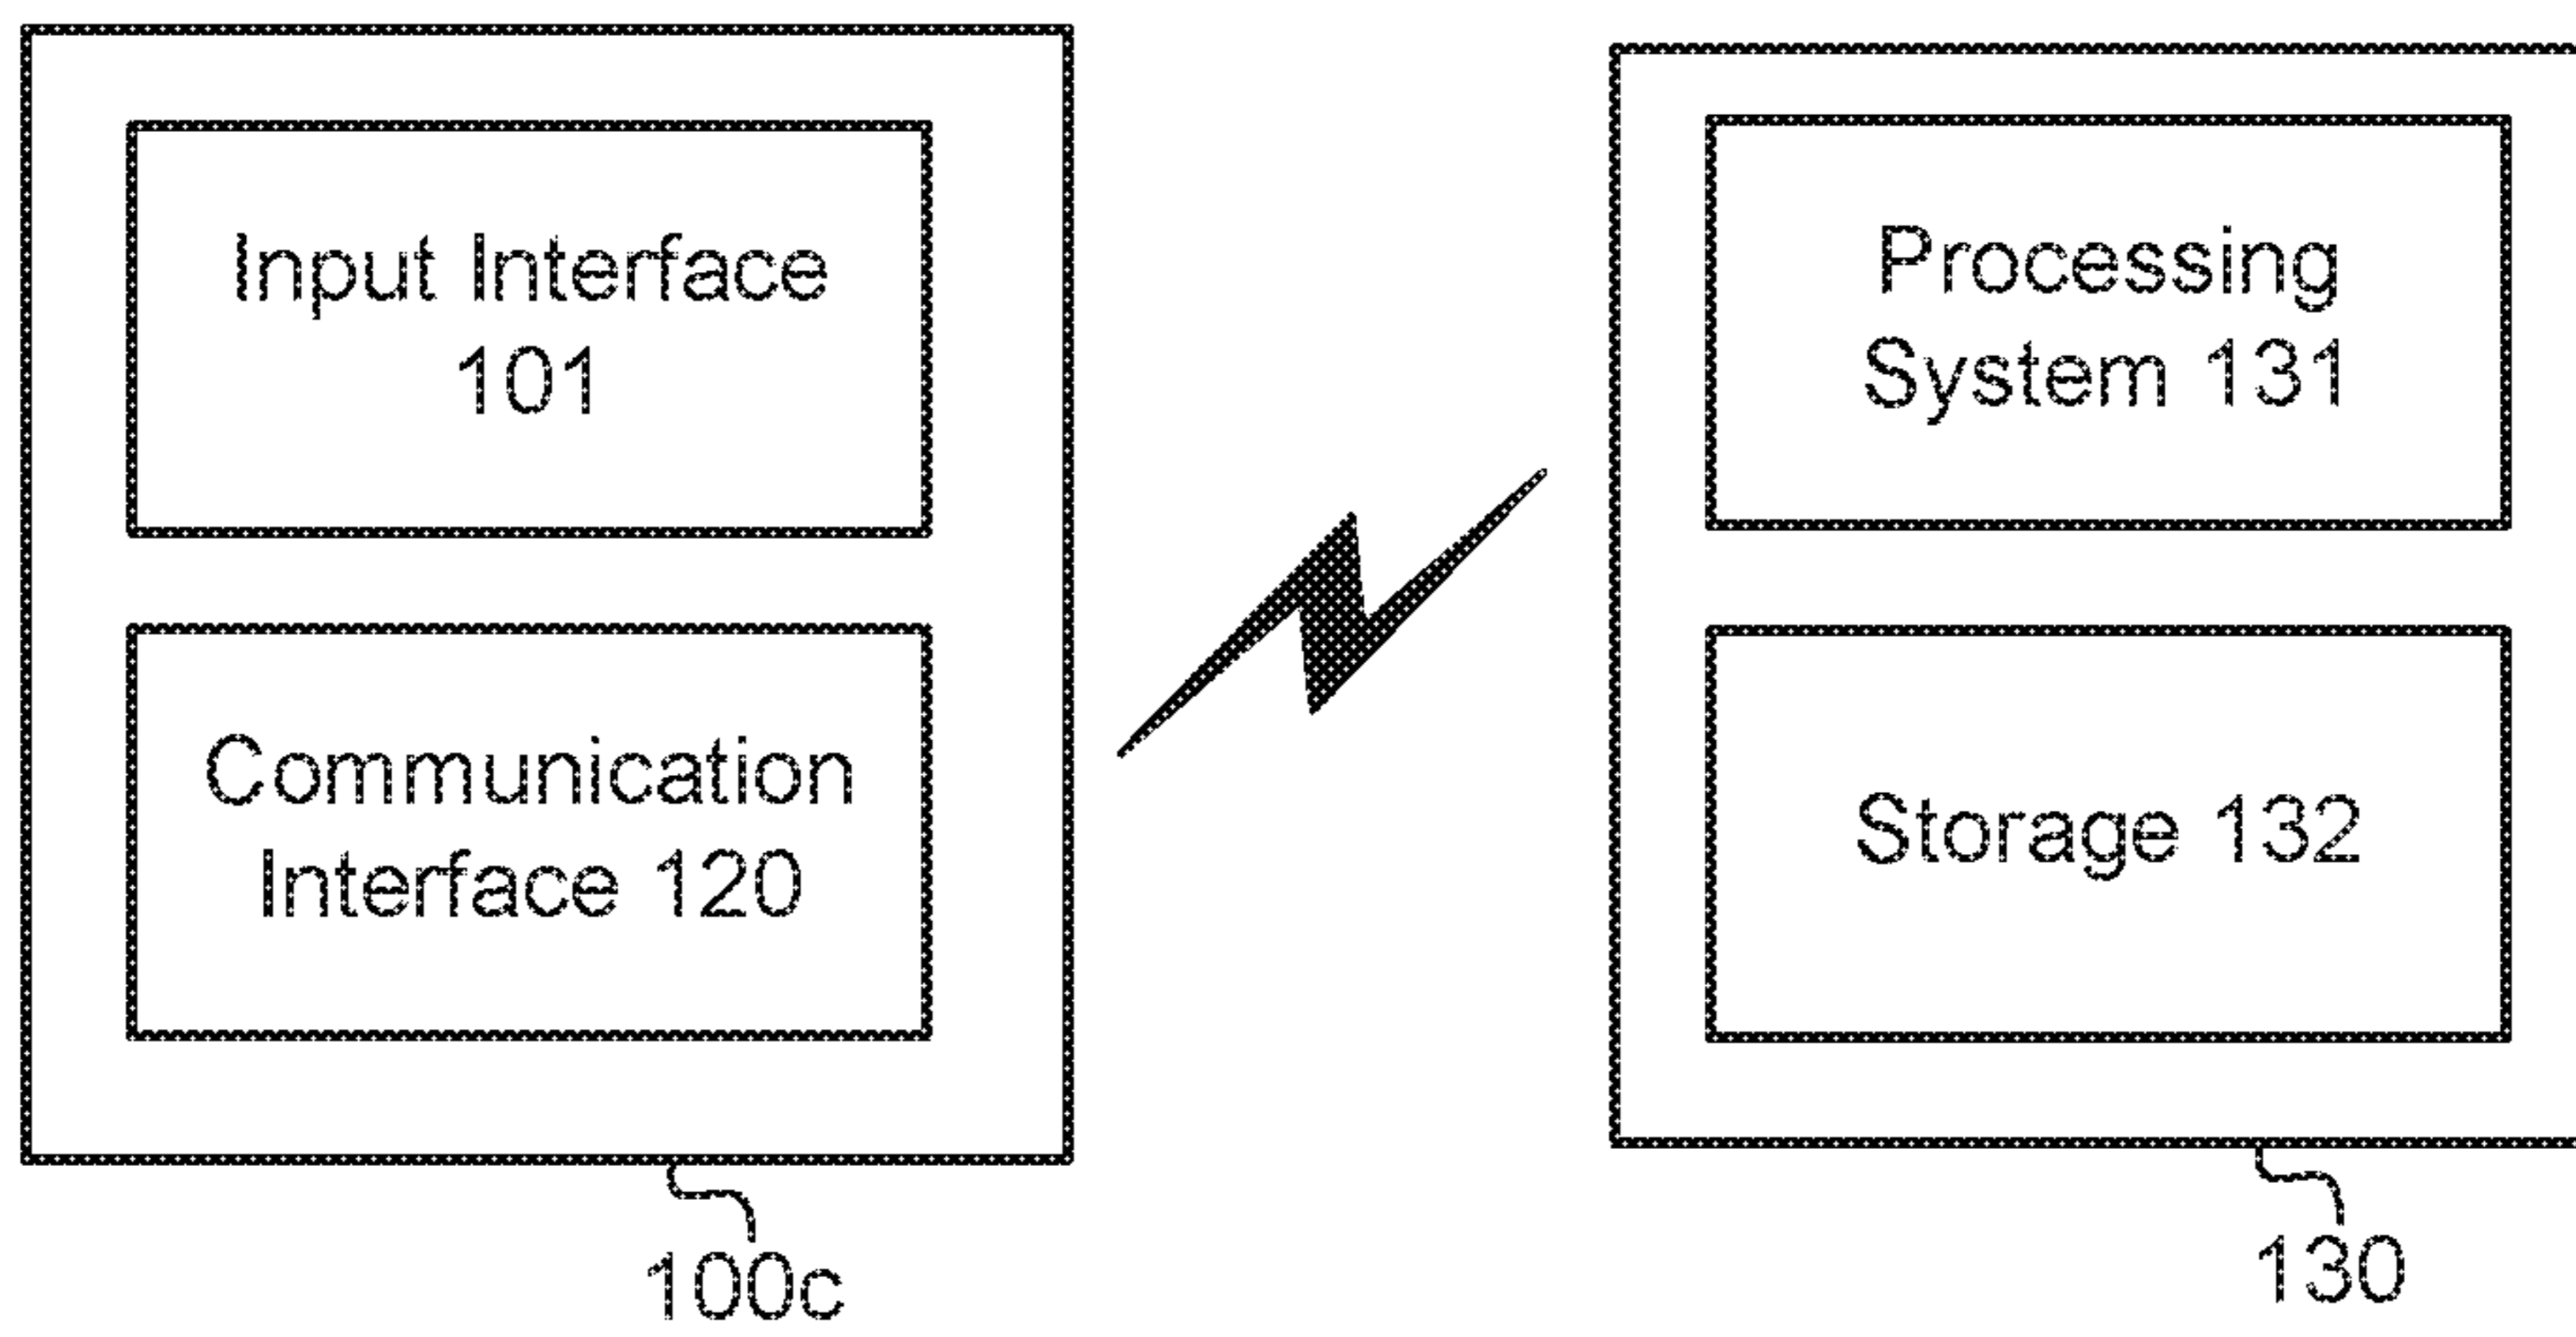 Input Interface
101
Communication
Interface 120
Processing
System 131
Storage 132
100c
130